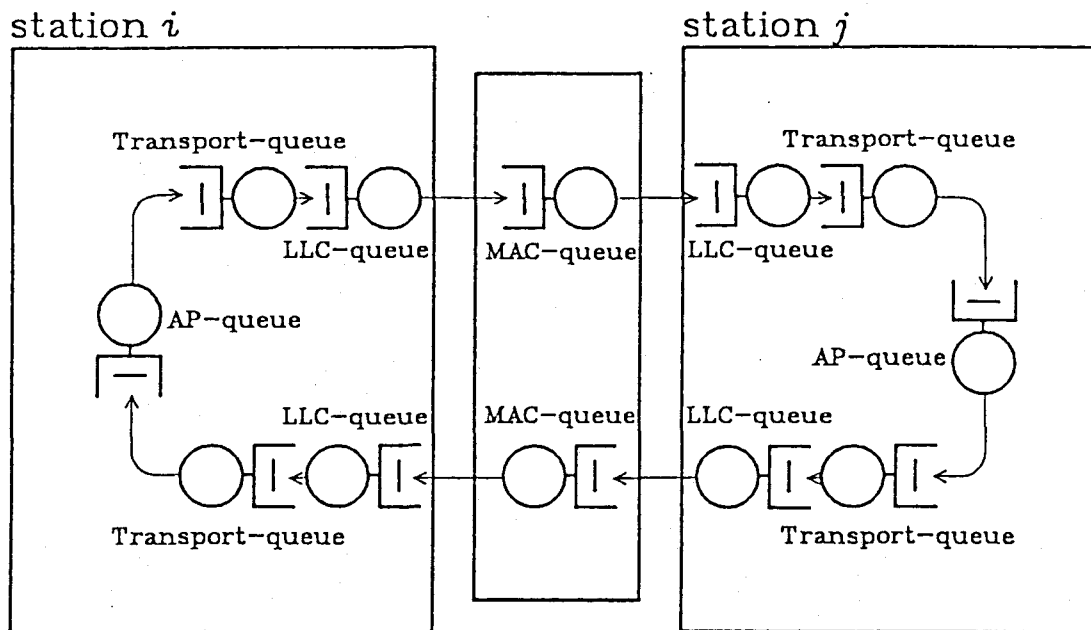 station i
station j
Transport-queue
Transport-queue
LLC-queue
MAC-queue
LLC-queue
AP-queue
AP-queue
LLC-queue
MAC-queue
LLC-queue
Transport-queue
Transport-queue